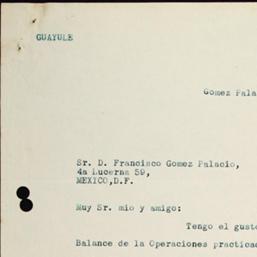 GUAYULE
Gomez Pala
Sr. D. Francisco Gomez Palacio,
4a Lucerna 59,
MEXICO,D.F.
Muy Sr. mio y amigo:
Tengo el gust
Balance de la Operaciones practicad